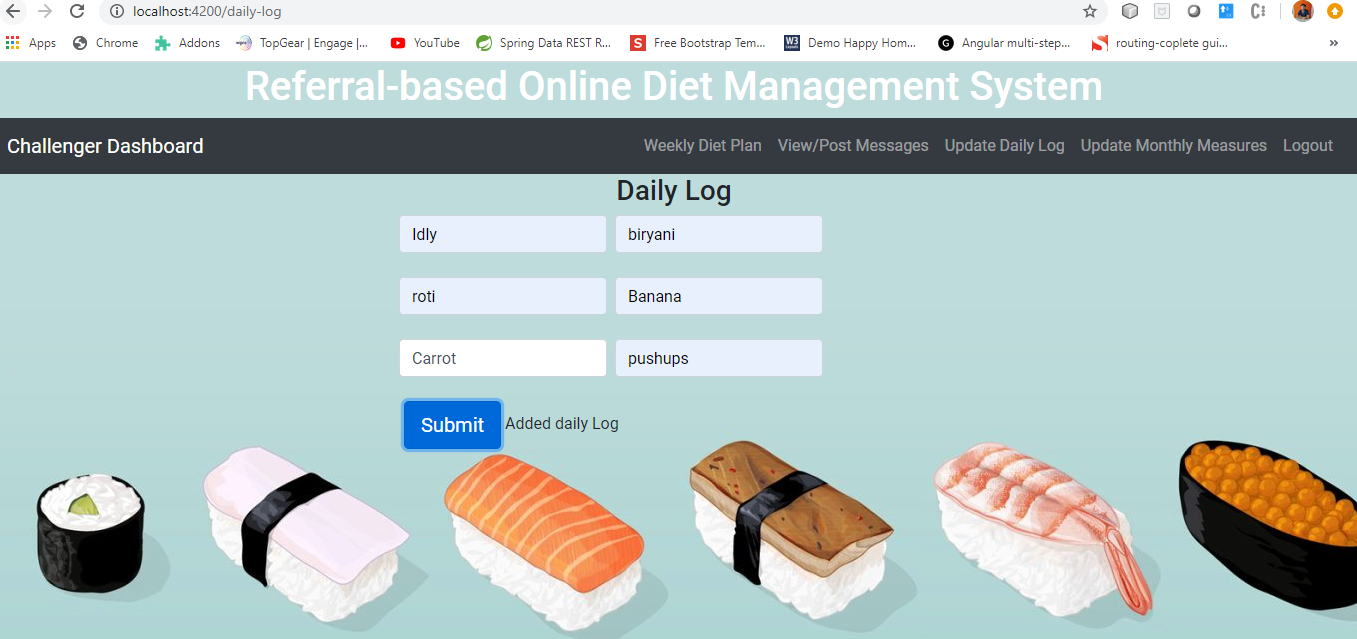 localhost:4200/daily-log
Apps Chrome Addons TopGear | Engage |... YouTube Spring Data REST R... S Free Bootstrap Tem... W3 Demo Happy Hom... G Angular multi-step... routing-coplete gui... »
Referral-based Online Diet Management System
Challenger Dashboard Weekly Diet Plan View/Post Messages Update Daily Log Update Monthly Measures Logout
Daily Log
Idly biryani
roti Banana
Carrot pushups
Submit Added daily Log